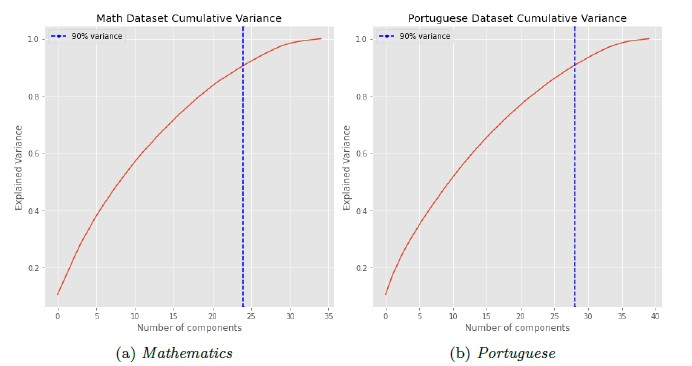 Math Dataset Cumulative Variance
90% variance
1.0
0.8
0.6
0.4
0.2
Explained Variance
0 5 10 15 20 25 30 35
Number of components
(a) Mathematics
Portuguese Dataset Cumulative Variance
90% variance
1.0
0.8
0.6
0.4
0.2
Explained Variance
0 5 10 15 20 25 30 35 40
Number of components
(b) Portuguese